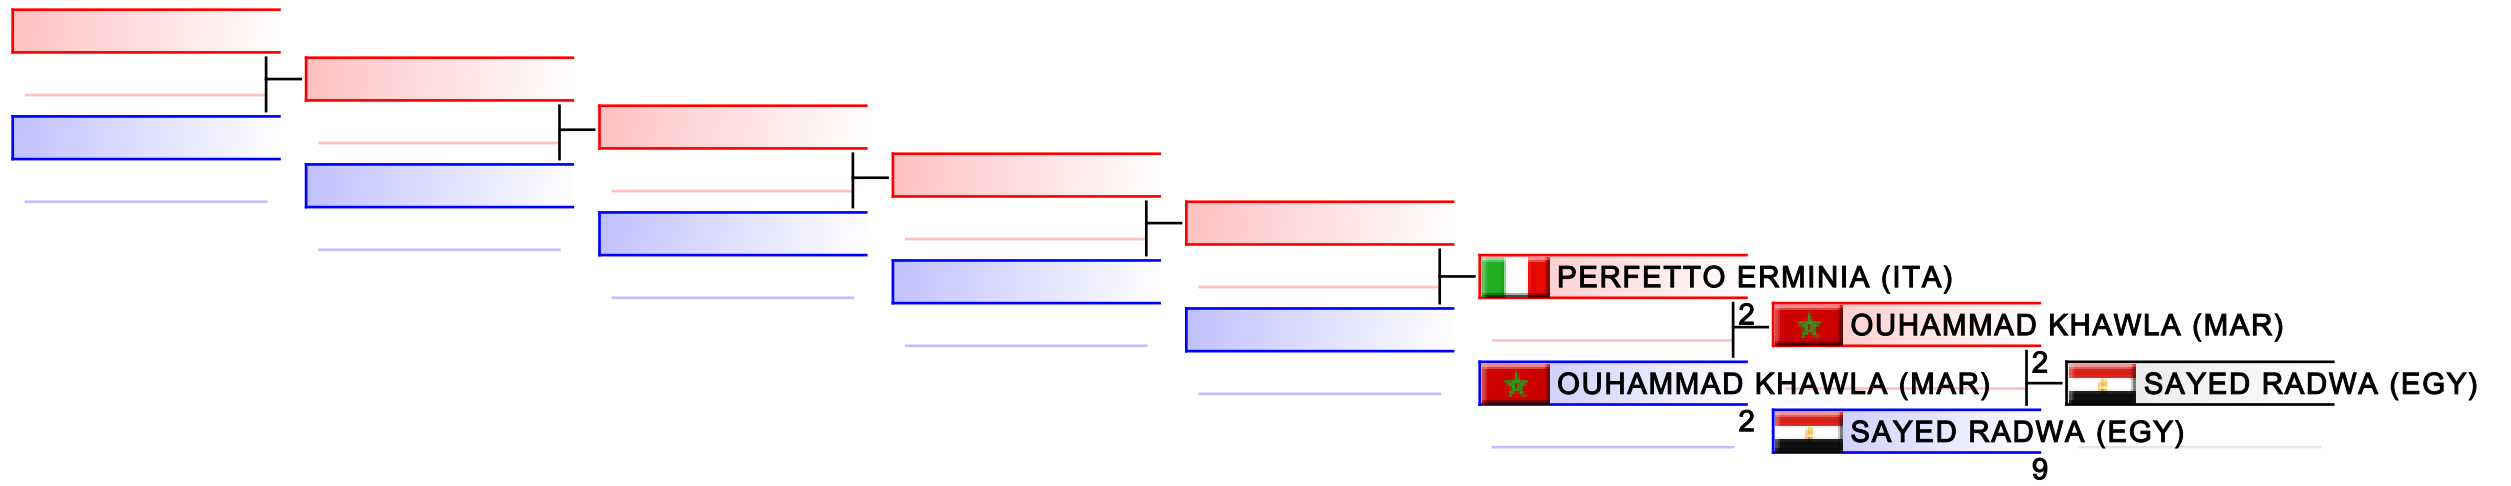 PERFETTO ERMINIA (ITA)
2
OUHAMMAD KHAWLA (MAR)
OUHAMMAD KHAWLA (MAR)
2
2
SAYED RADWA (EGY)
SAYED RADWA (EGY)
9